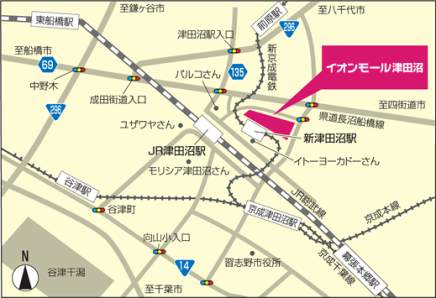 至鎌ヶ谷市
至八千代市
東船橋駅
前原駅
296
津田沼駅入口
至船橋市
69
135
新京成電鉄
イオンモール津田沼
パルコさん
中野木
成田街道入口
至四街道市
296
県道長沼船橋線
ユザワヤさん
新津田沼駅
JR津田沼駅
イトーヨーカドーさん
モリシア津田沼さん
谷津駅
JR総武線
京成本線
谷津町
京成津田沼駅
向山小入口
幕張本郷駅
京成千葉線
N
14
習志野市役所
谷津干潟
至千葉市